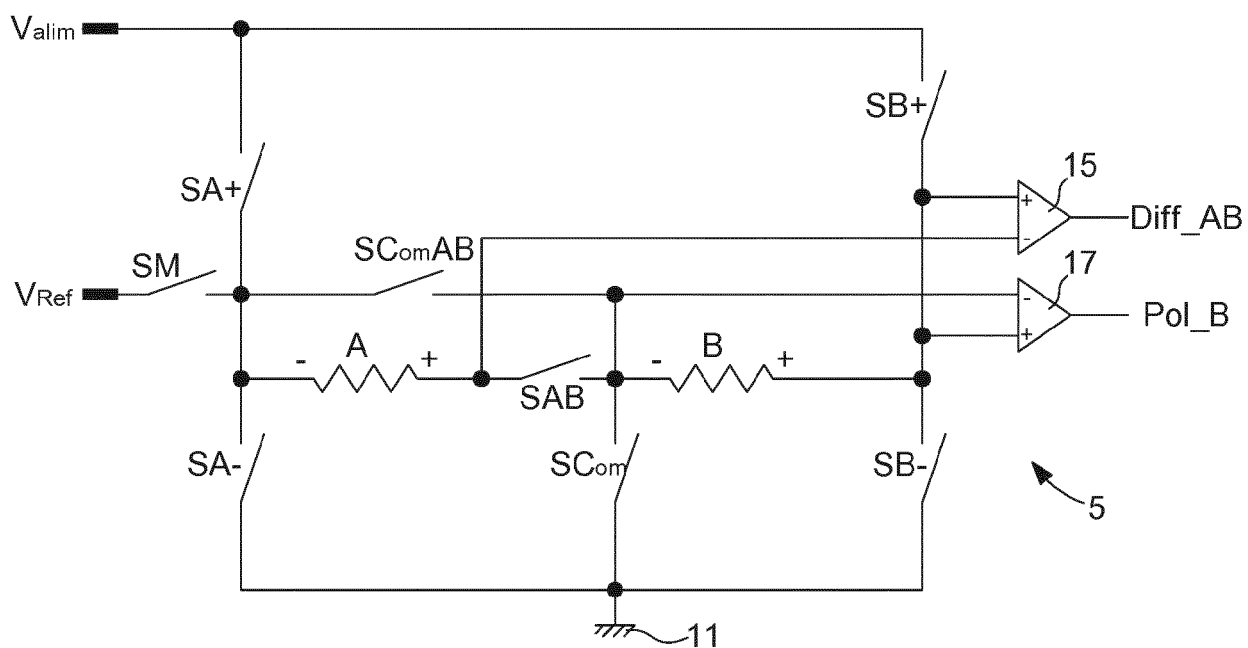 Valim
SB+
15
SA+
+
-
Diff_AB
SComAB
SM
17
VRef
-
+
Pol_B
- A +
- B +
SAB
SA-
SCom
SB-
5
11